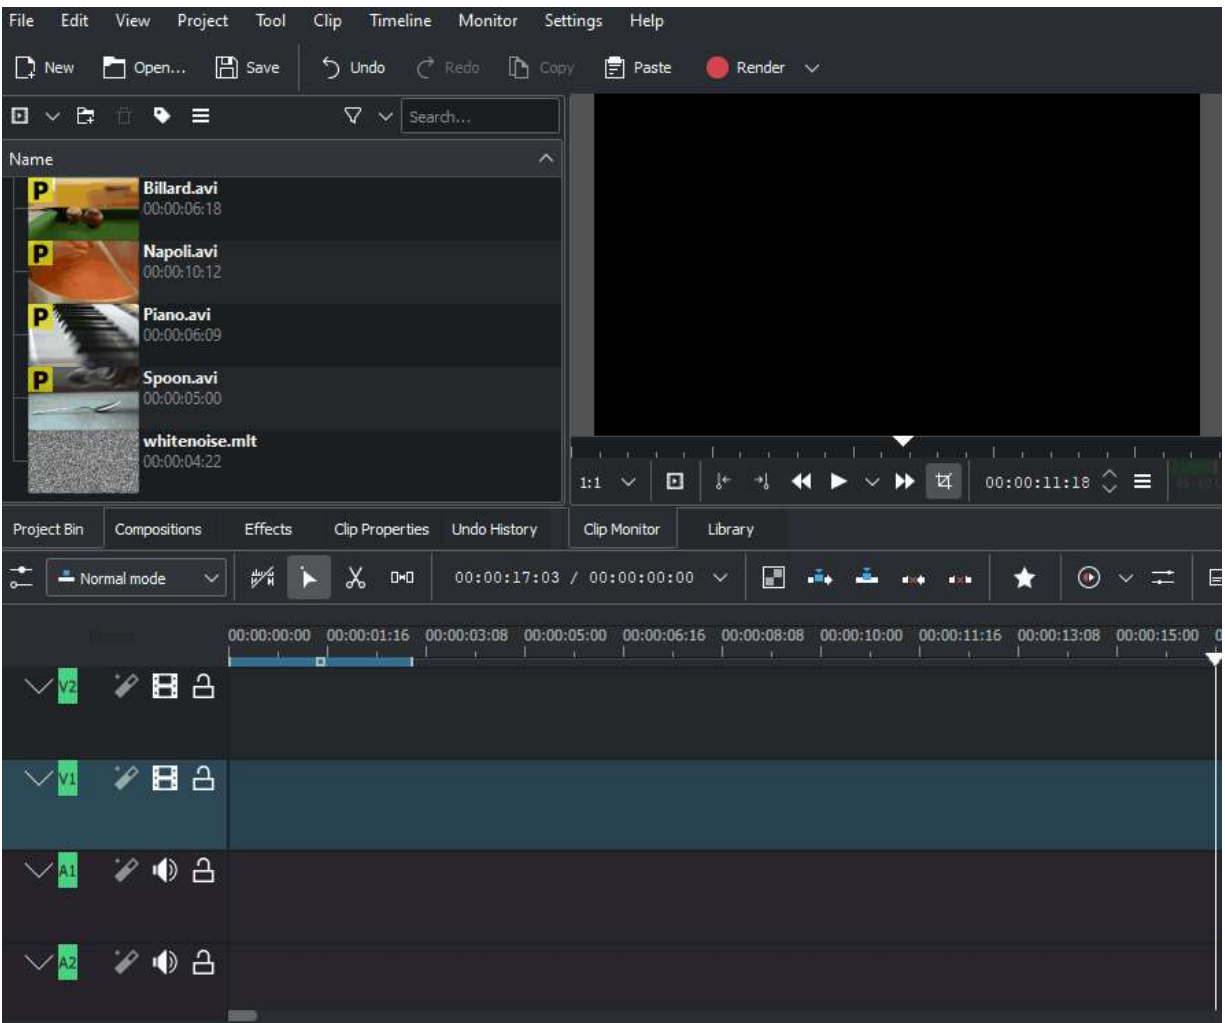 File Edit View Project Tool Clip Timeline Monitor Settings Help
New Open... Save Undo Redo Copy Paste Render
Search...
Name
P
Billard.avi
00:00:06:18
P
Napoli.avi
00:00:10:12
P
Piano.avi
00:00:06:09
P
Spoon.avi
00:00:05:00
whitenoise.mlt
00:00:04:22
1:1 00:00:11:18
Project Bin Compositions Effects Clip Properties Undo History Clip Monitor Library
Normal mode 00:00:17:03 / 00:00:00:00
00:00:00:00 00:00:01:16 00:00:03:08 00:00:05:00 00:00:06:16 00:00:08:08 00:00:10:00 00:00:11:16 00:00:13:08 00:00:15:00
V2
V1
A1
A2